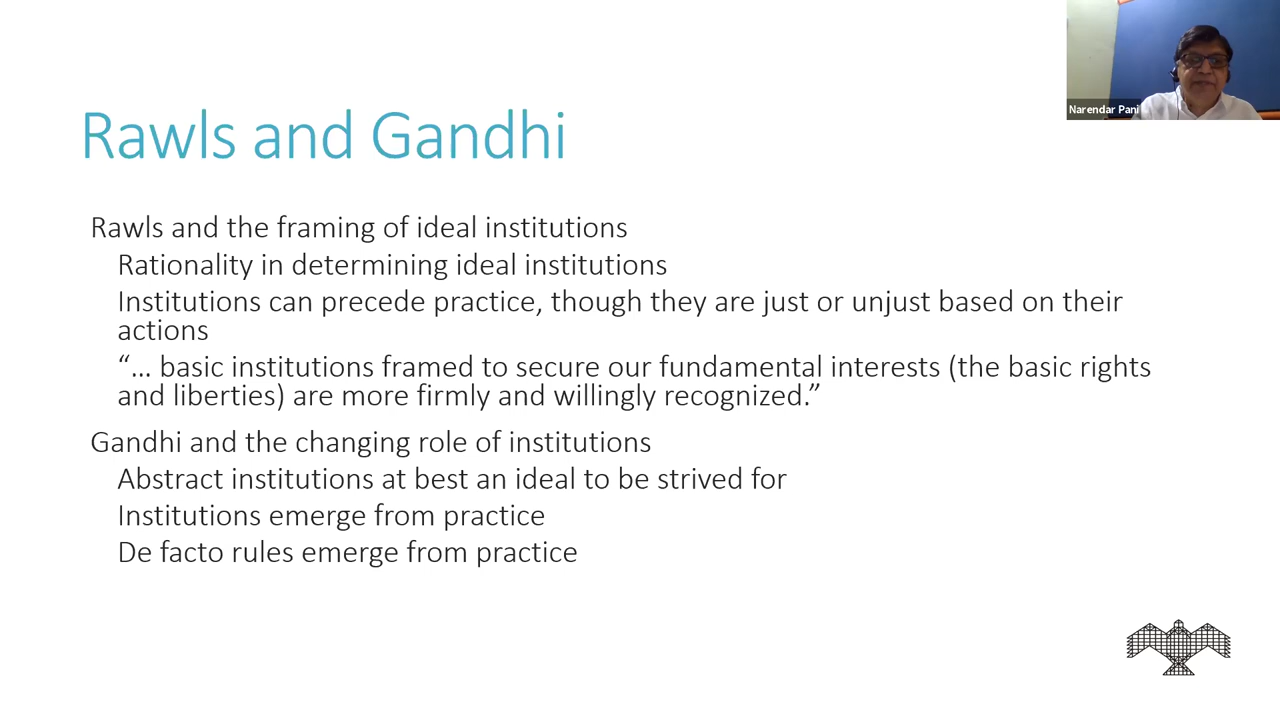 Narendar Pani
Rawls and Gandhi
Rawls and the framing of ideal institutions
Rationality in determining ideal institutions
Institutions can precede practice, though they are just or unjust based on their
actions
“… basic institutions framed to secure our fundamental interests (the basic rights
and liberties) are more firmly and willingly recognized.”
Gandhi and the changing role of institutions
Abstract institutions at best an ideal to be strived for
Institutions emerge from practice
De facto rules emerge from practice